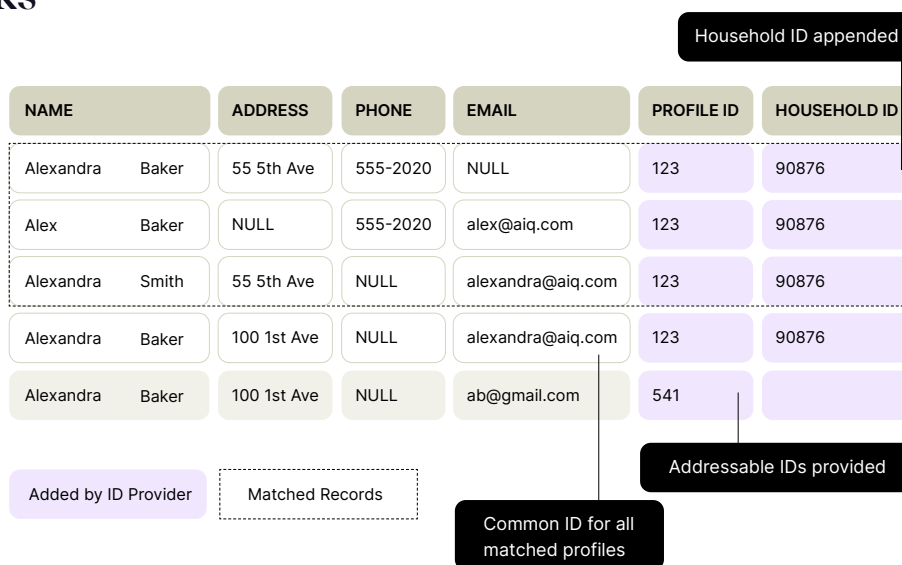 Household ID appended
NAME ADDRESS PHONE EMAIL PROFILE ID HOUSEHOLD ID
Alexandra Baker 55 5th Ave 555-2020 NULL 123 90876
Alex Baker NULL 555-2020 alex@aiq.com 123 90876
Alexandra Smith 55 5th Ave NULL alexandra@aiq.com 123 90876
Alexandra Baker 100 1st Ave NULL alexandra@aiq.com 123 90876
Alexandra Baker 100 1st Ave NULL ab@gmail.com 541
Addressable IDs provided
Added by ID Provider Matched Records
Common ID for all
matched profiles